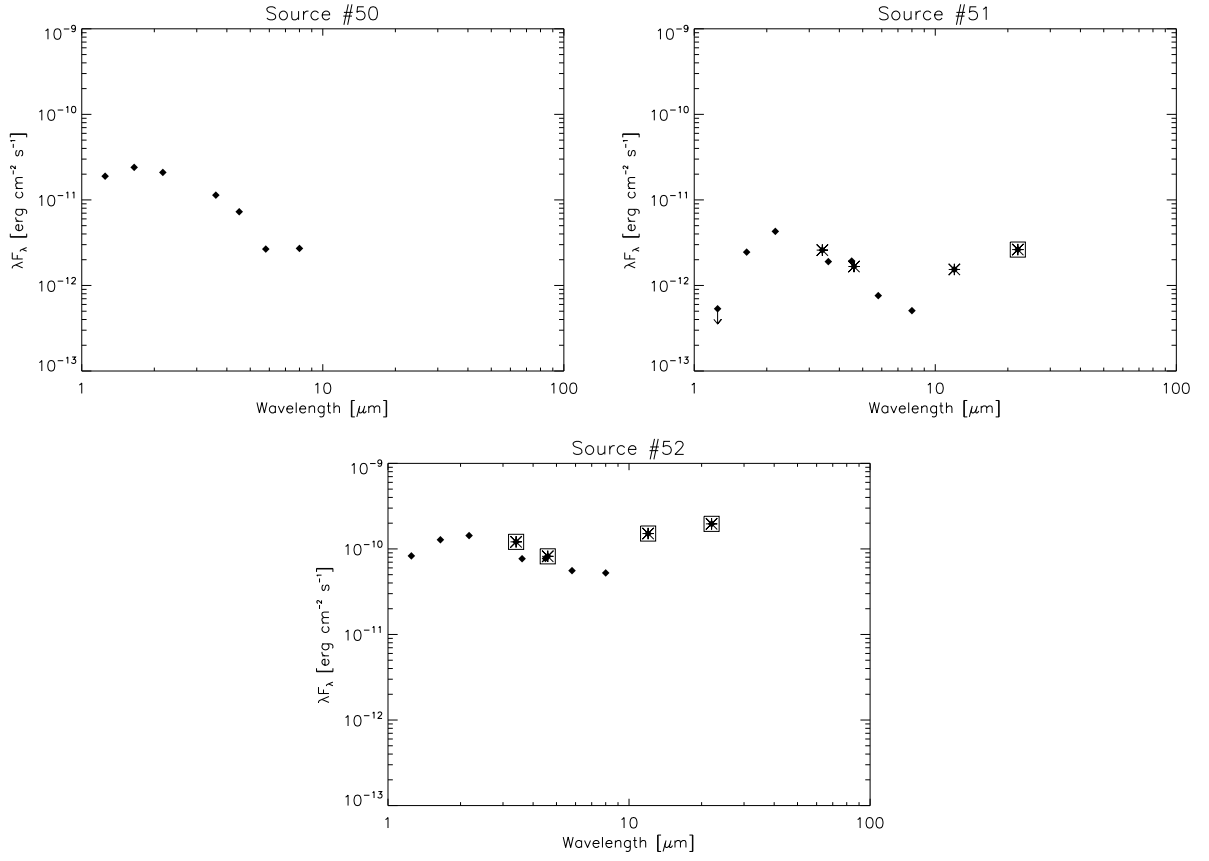 Source #50
10⁻⁹
10⁻¹⁰
10⁻¹¹
10⁻¹²
10⁻¹³
λF_λ [erg cm⁻² s⁻¹]
1
10
100
Wavelength [μm]
Source #51
10⁻⁹
10⁻¹⁰
10⁻¹¹
10⁻¹²
10⁻¹³
λF_λ [erg cm⁻² s⁻¹]
1
10
100
Wavelength [μm]
Source #52
10⁻⁹
10⁻¹⁰
10⁻¹¹
10⁻¹²
10⁻¹³
λF_λ [erg cm⁻² s⁻¹]
1
10
100
Wavelength [μm]